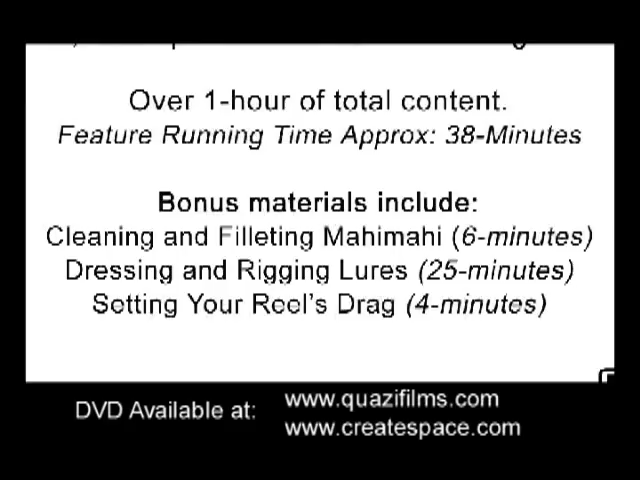 Over 1-hour of total content.
Feature Running Time Approx: 38-Minutes
Bonus materials include:
Cleaning and Filleting Mahimahi (6-minutes)
Dressing and Rigging Lures (25-minutes)
Setting Your Reel's Drag (4-minutes)
DVD Available at:
www.quazifilms.com
www.createspace.com